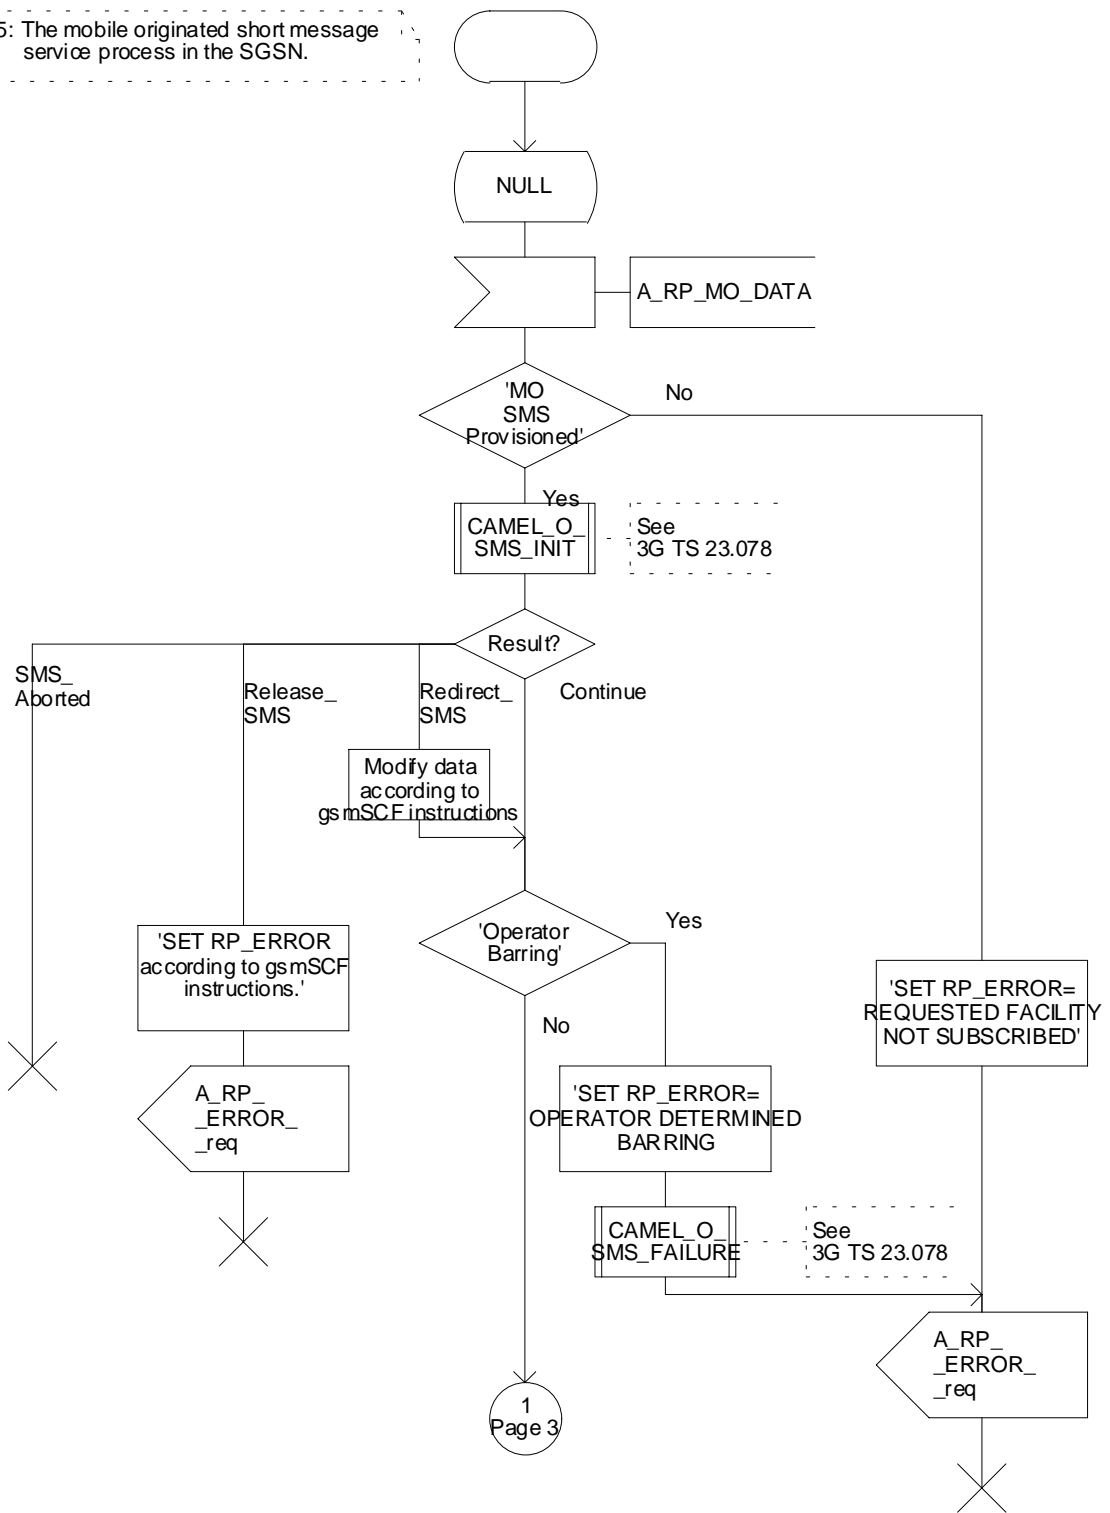 5: The mobile originated short message
service process in the SGSN.
NULL
A_RP_MO_DATA
'MO
SMS
Provisioned'
No
Yes
CAMEL_O_
SMS_INIT
See
3G TS 23.078
Result?
SMS_
Aborted
Release_
SMS
Redirect_
SMS
Continue
Modify data
according to
gsmSCF instructions
'Operator
Barring'
Yes
No
'SET RP_ERROR
according to gsmSCF
instructions.'
'SET RP_ERROR=
REQUESTED FACILITY
NOT SUBSCRIBED'
A_RP_
_ERROR_
_req
'SET RP_ERROR=
OPERATOR DETERMINED
BARRING
CAMEL_O_
SMS_FAILURE
See
3G TS 23.078
A_RP_
_ERROR_
_req
1
Page 3